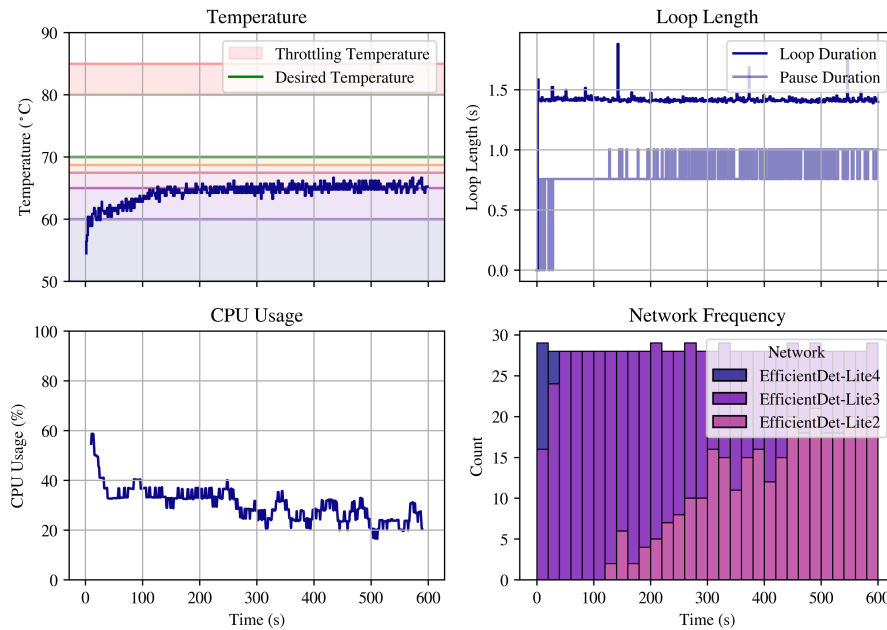 Temperature
90
80
70
60
50
Temperature (°C)
Throttling Temperature
Desired Temperature
Loop Length
1.5
1.0
0.5
0.0
Loop Length (s)
Loop Duration
Pause Duration
CPU Usage
100
80
60
40
20
0
CPU Usage (%)
0 100 200 300 400 500 600
Time (s)
Network Frequency
30
25
20
15
10
5
0
Count
Network
EfficientDet-Lite4
EfficientDet-Lite3
EfficientDet-Lite2
0 100 200 300 400 500 600
Time (s)